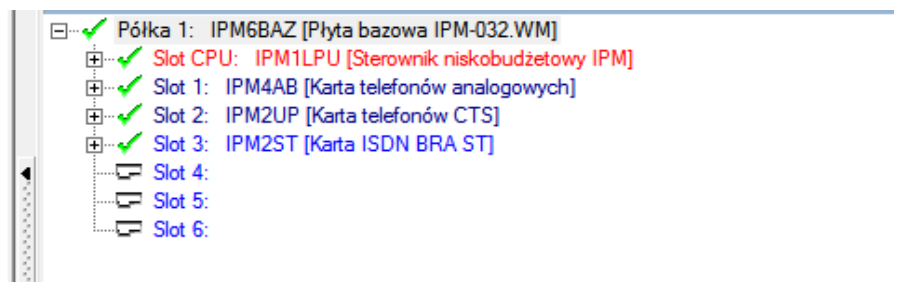 Półka 1: IPM6BAZ [Płyta bazowa IPM-032.WM]
Slot CPU: IPM1LPU [Sterownik niskobudżetowy IPM]
Slot 1: IPM4AB [Karta telefonów analogowych]
Slot 2: IPM2UP [Karta telefonów CTS]
Slot 3: IPM2ST [Karta ISDN BRA ST]
Slot 4:
Slot 5:
Slot 6: